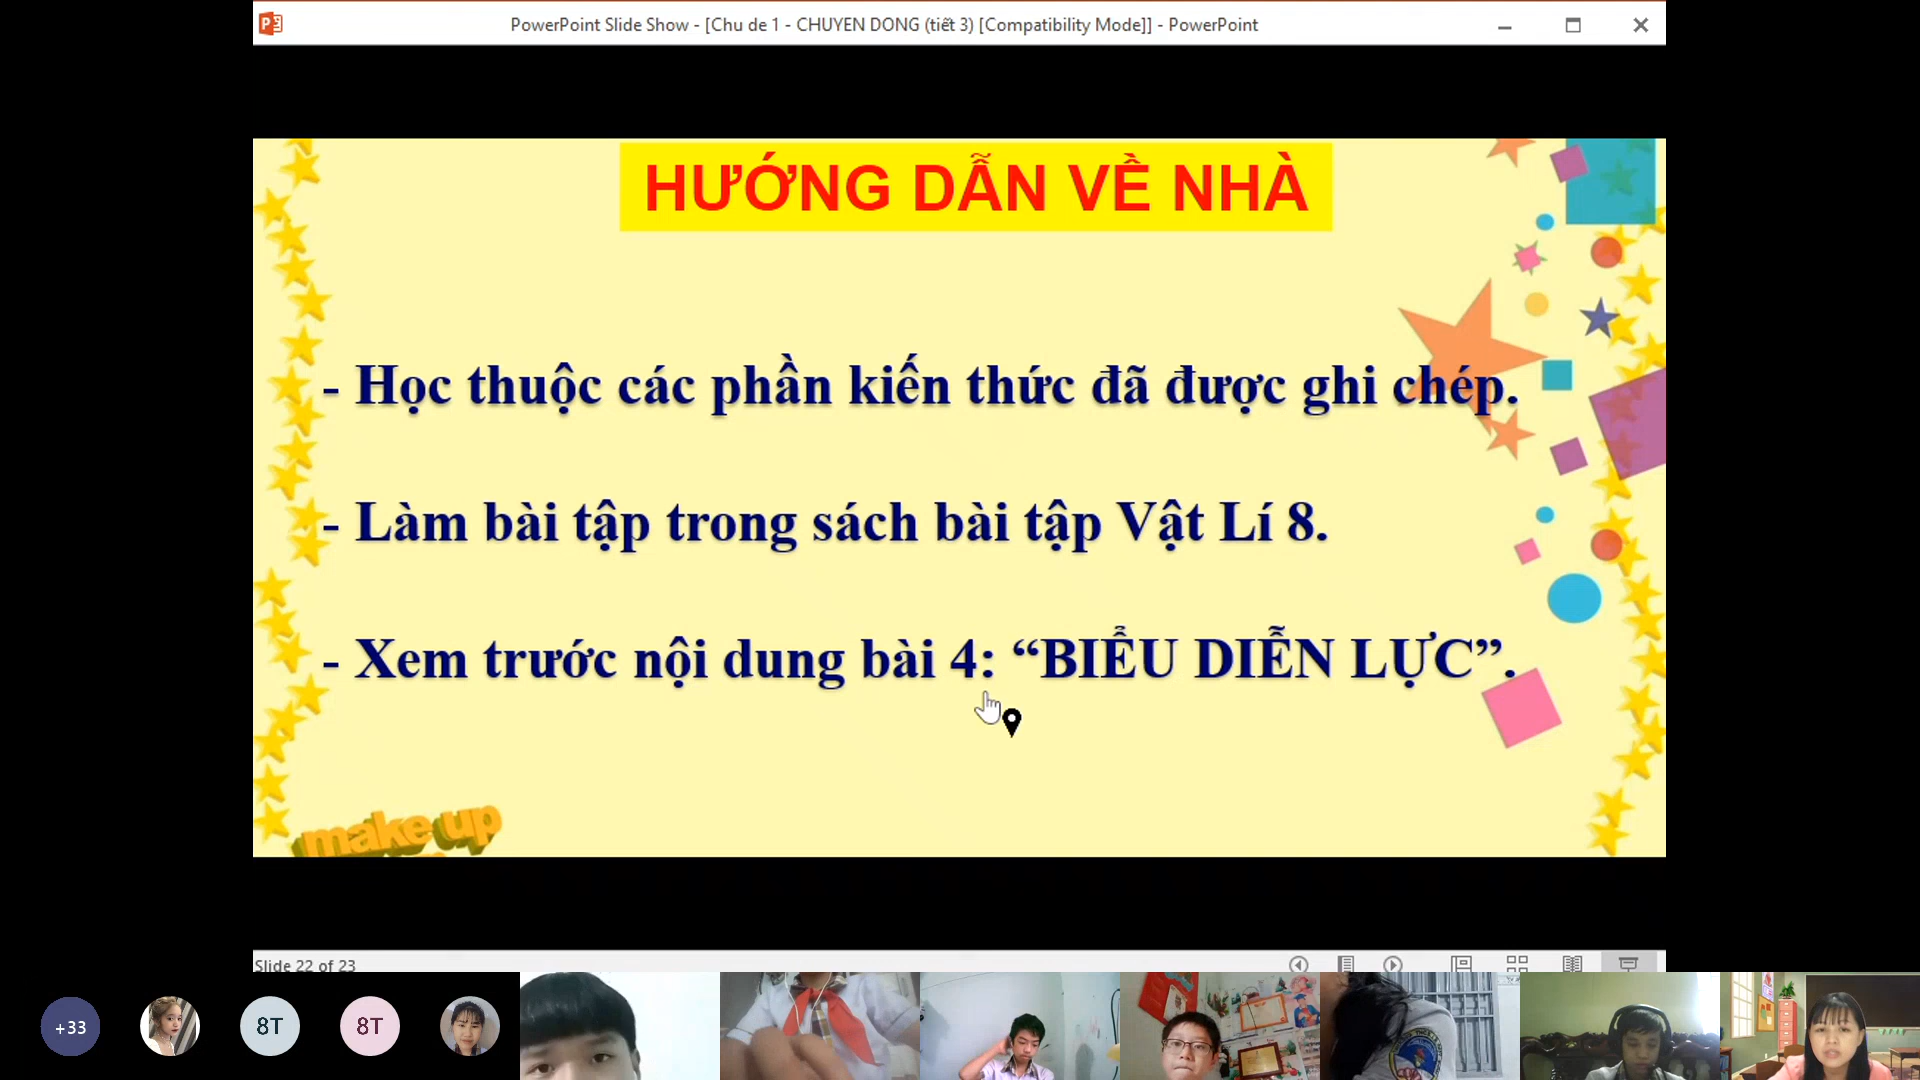 PowerPoint Slide Show - [Chu de 1 - CHUYEN DONG (tiết 3) [Compatibility Mode]] - PowerPoint
HƯỚNG DẪN VỀ NHÀ
- Học thuộc các phần kiến thức đã được ghi chép.
- Làm bài tập trong sách bài tập Vật Lí 8.
- Xem trước nội dung bài 4: “BIỂU DIỄN LỰC”.
make up
Slide 22 of 23
+33
8T
8T